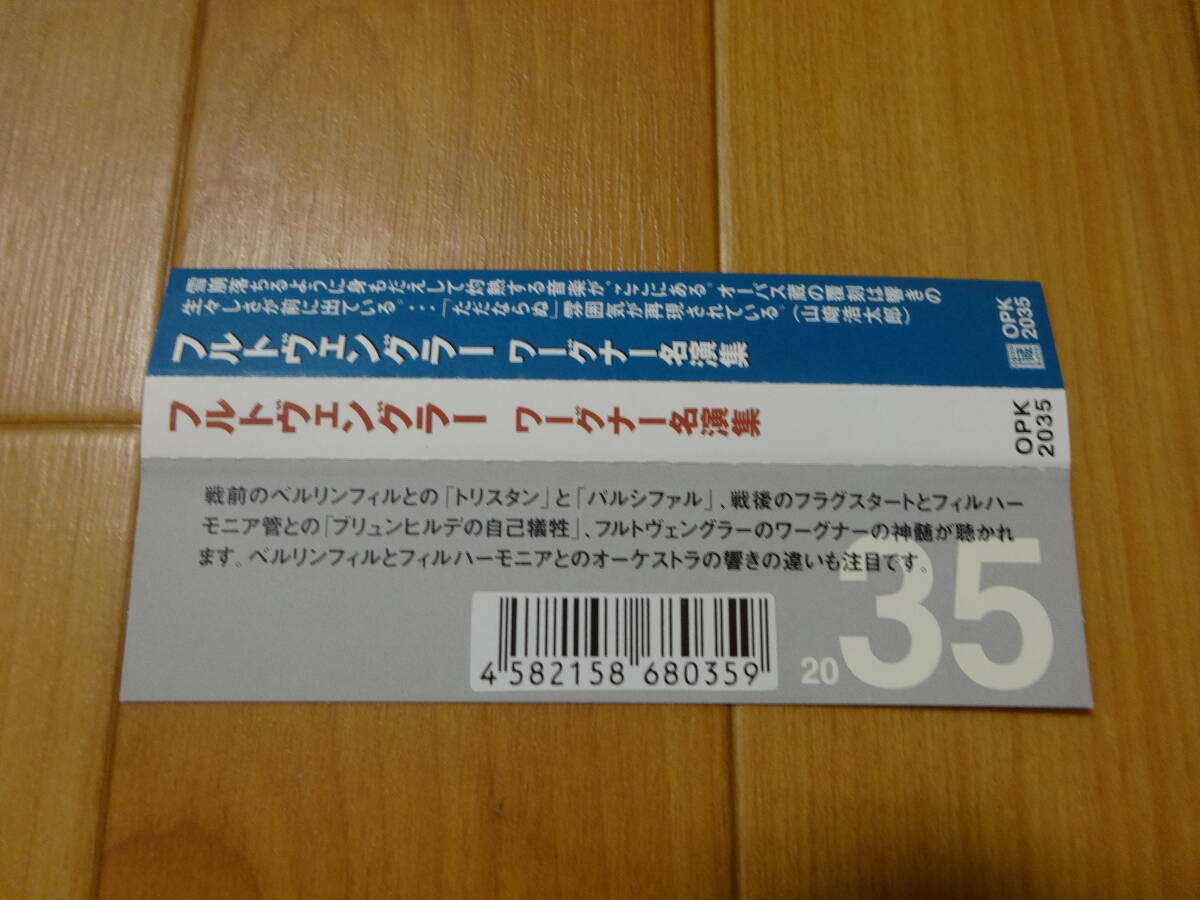 雪崩落ちるように身もだえして灼熱する音楽が、ここにある。オーパス蔵の覆刻は響きの
生々しさが前に出ている。・・・「ただならぬ」雰囲気が再現されている。(山崎浩太郎)
フルトヴェングラー ワーグナー名演集
OPK
2035
フルトヴェングラー ワーグナー名演集
OPK
2035
戦前のベルリンフィルとの「トリスタン」と「パルシファル」、戦後のフラグスタートとフィルハー
モニア管との「ブリュンヒルデの自己犠牲」、フルトヴェングラーのワーグナーの神髄が聴かれ
ます。ベルリンフィルとフィルハーモニアとのオーケストラの響きの違いも注目です。
4 582158 680359
2035